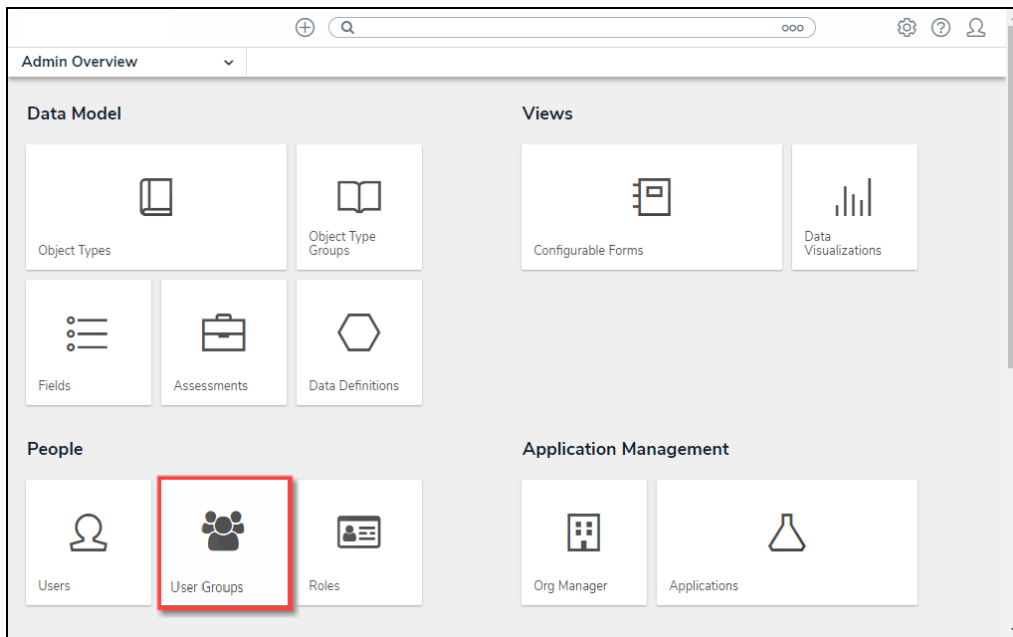 Admin Overview
Data Model
Views
Object Types
Object Type
Groups
Configurable Forms
Data
Visualizations
Fields
Assessments
Data Definitions
People
Application Management
Users
User Groups
Roles
Org Manager
Applications